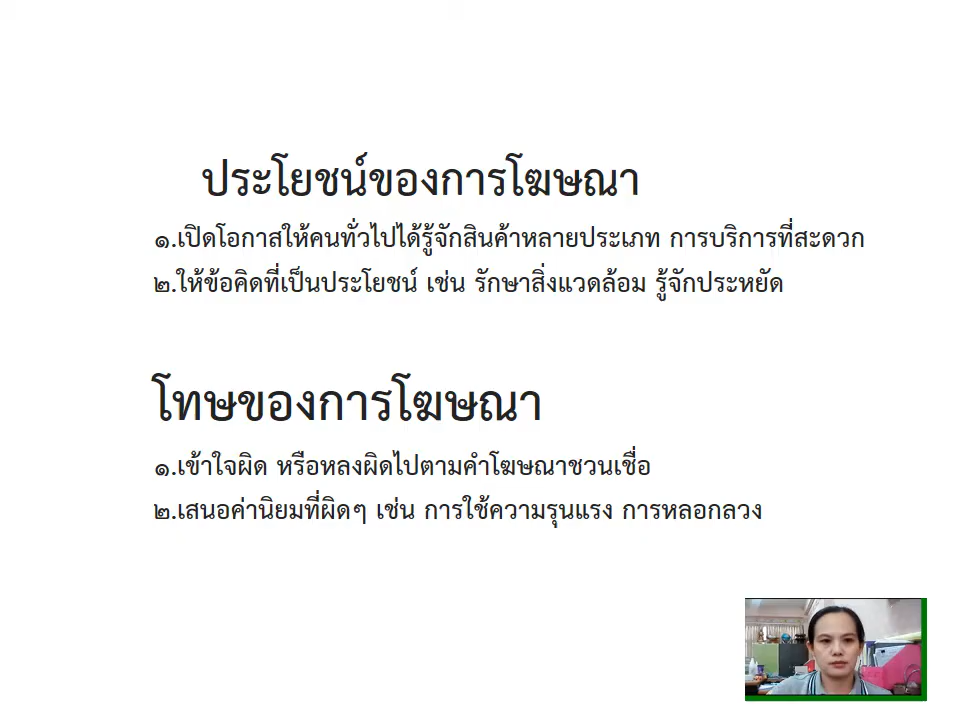 ประโยชน์ของการโฆษณา
๑.เปิดโอกาสให้คนทั่วไปได้รู้จักสินค้าหลายประเภท การบริการที่สะดวก
๒.ให้ข้อคิดที่เป็นประโยชน์ เช่น รักษาสิ่งแวดล้อม รู้จักประหยัด
โทษของการโฆษณา
๑.เข้าใจผิด หรือหลงผิดไปตามคำโฆษณาชวนเชื่อ
๒.เสนอค่านิยมที่ผิดๆ เช่น การใช้ความรุนแรง การหลอกลวง